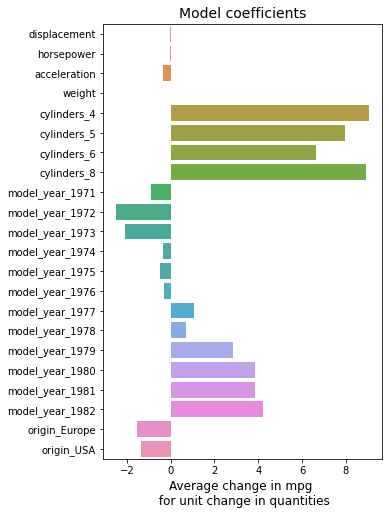 Model coefficients
displacement
horsepower
acceleration
weight
cylinders_4
cylinders_5
cylinders_6
cylinders_8
model_year_1971
model_year_1972
model_year_1973
model_year_1974
model_year_1975
model_year_1976
model_year_1977
model_year_1978
model_year_1979
model_year_1980
model_year_1981
model_year_1982
origin_Europe
origin_USA
−2 0 2 4 6 8
Average change in mpg
for unit change in quantities